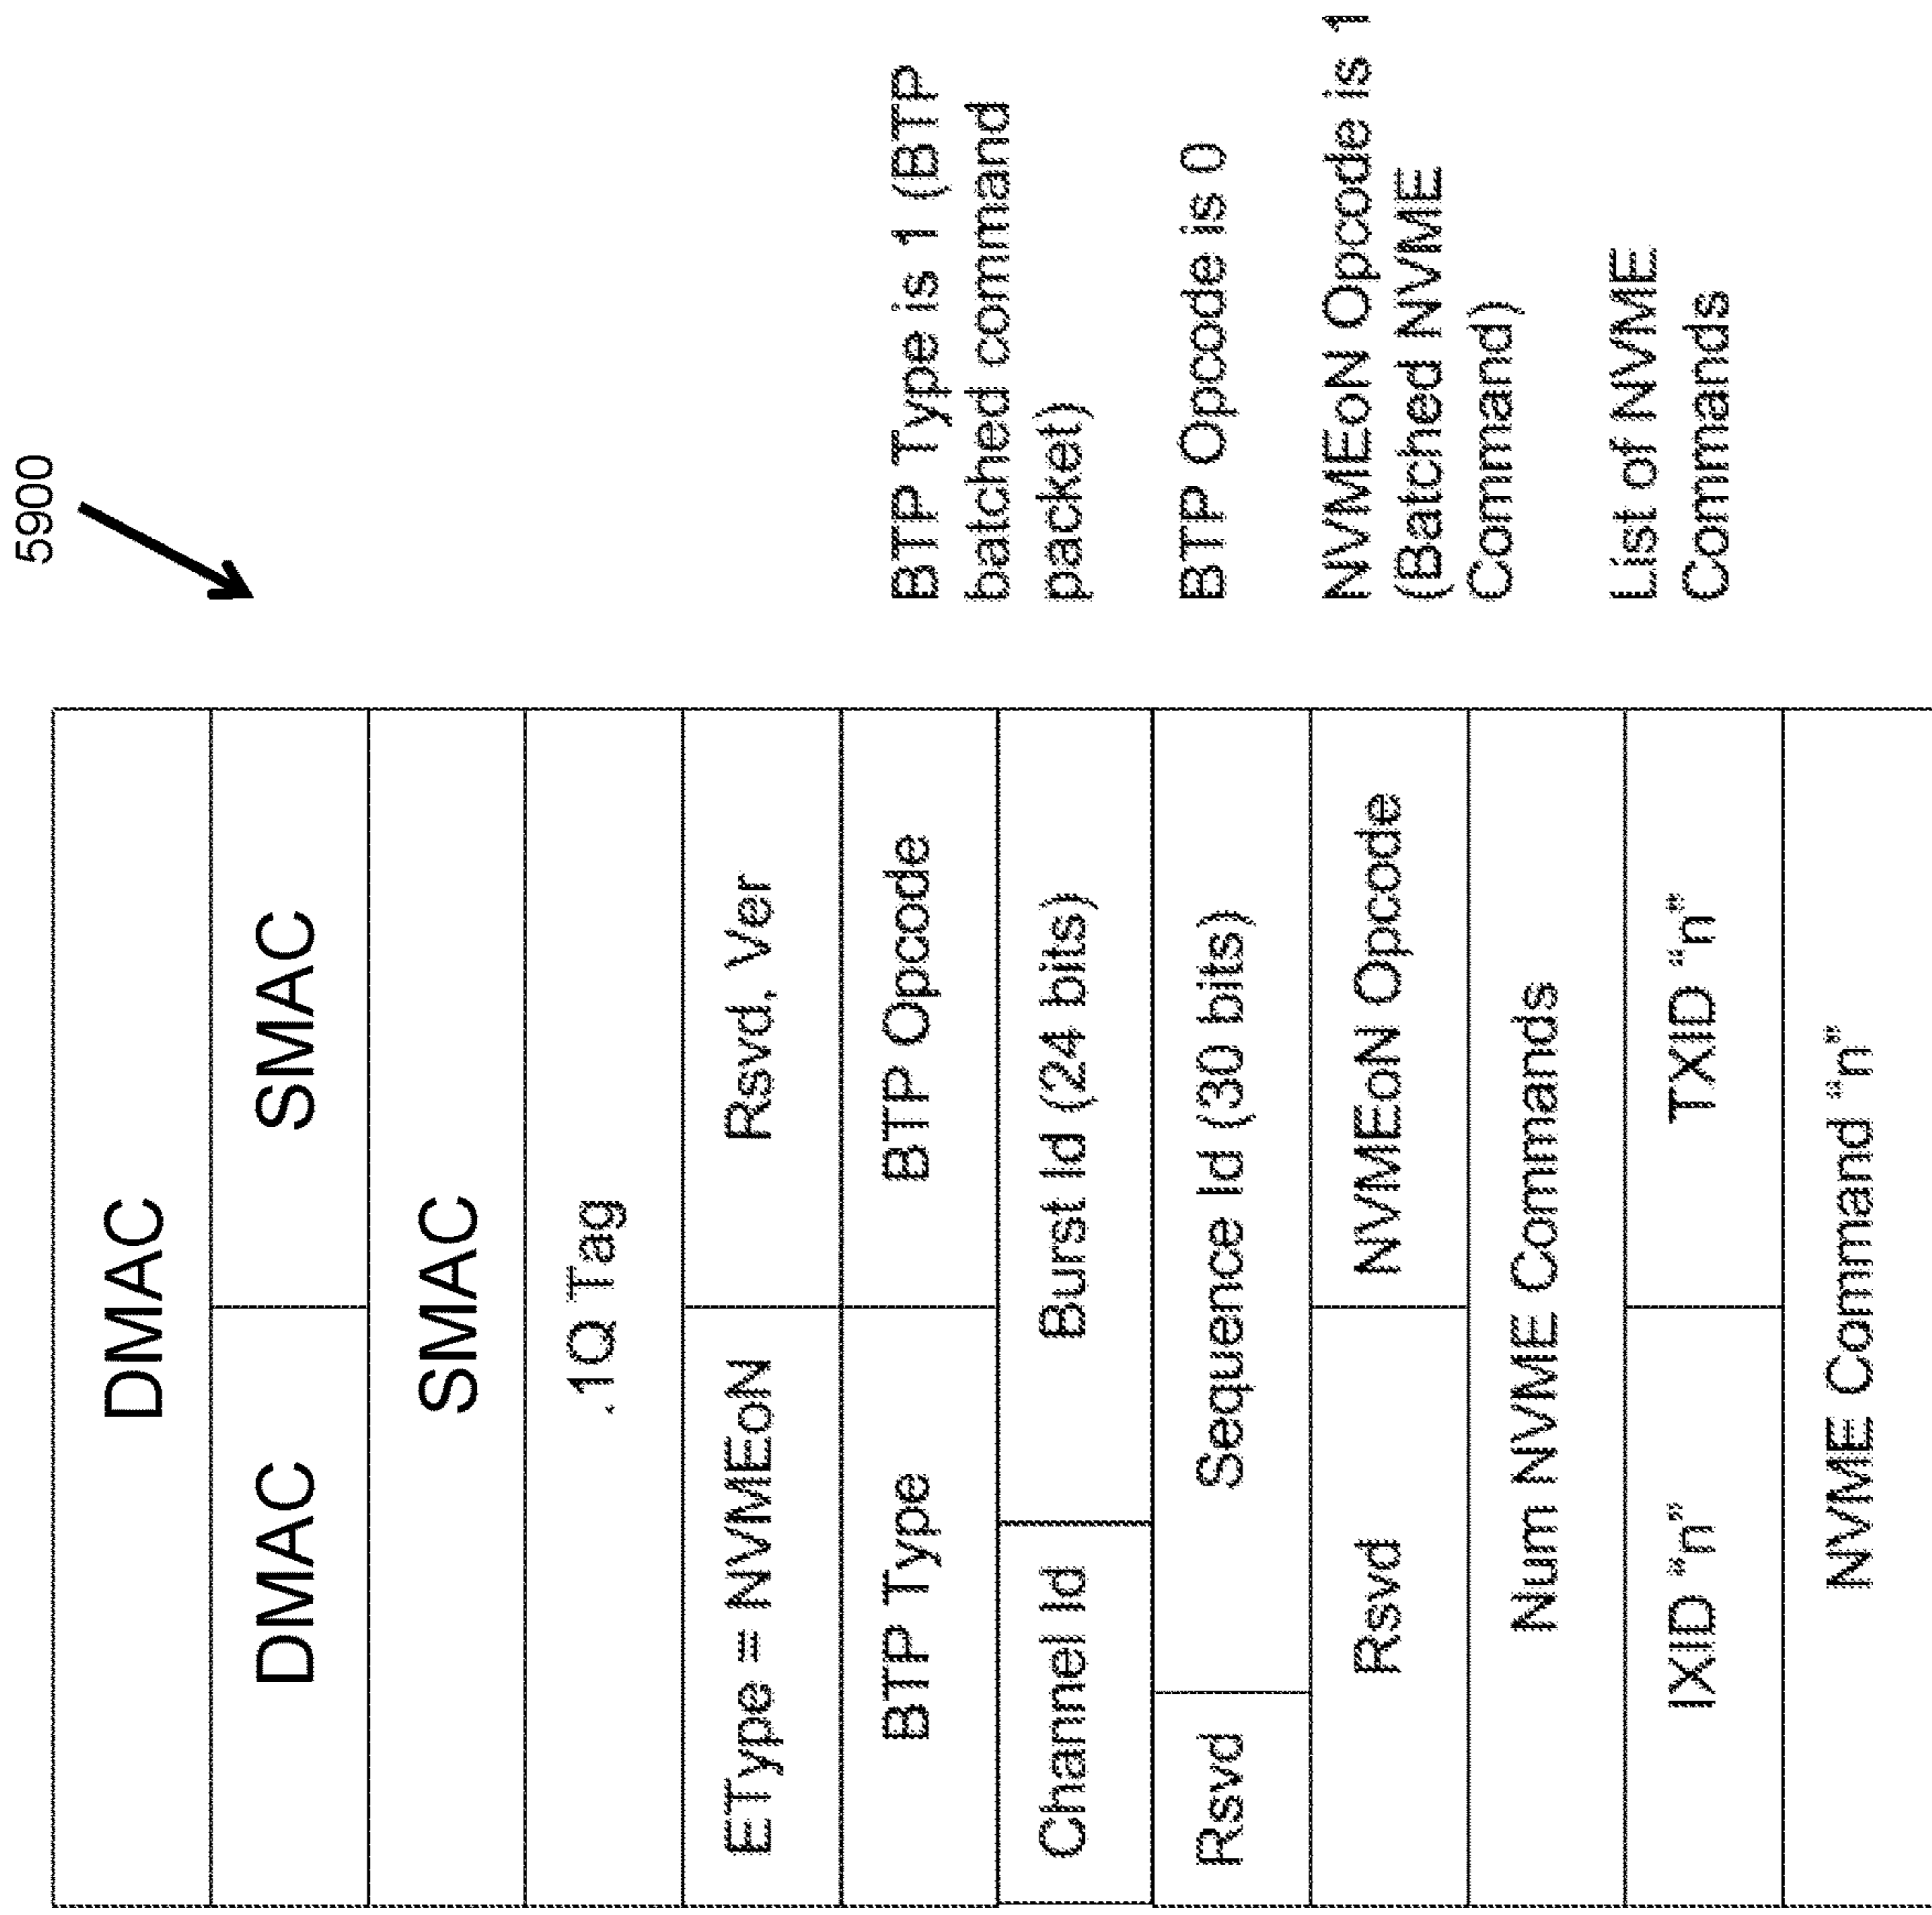 5900
DMAC
DMAC SMAC
SMAC
.1Q Tag
EType = NVMEoN Rsvd, Ver
BTP Type BTP Opcode
Channel Id Burst Id (24 bits)
Rsvd Sequence Id (30 bits)
Rsvd NVMEoN Opcode
Num NVME Commands
IXID "n" TXID "n"
NVME Command "n"
BTP Type is 1 (BTP
batched command
packet)
BTP Opcode is 0
NVMEoN Opcode is 1
(Batched NVME
Command)
List of NVME
Commands